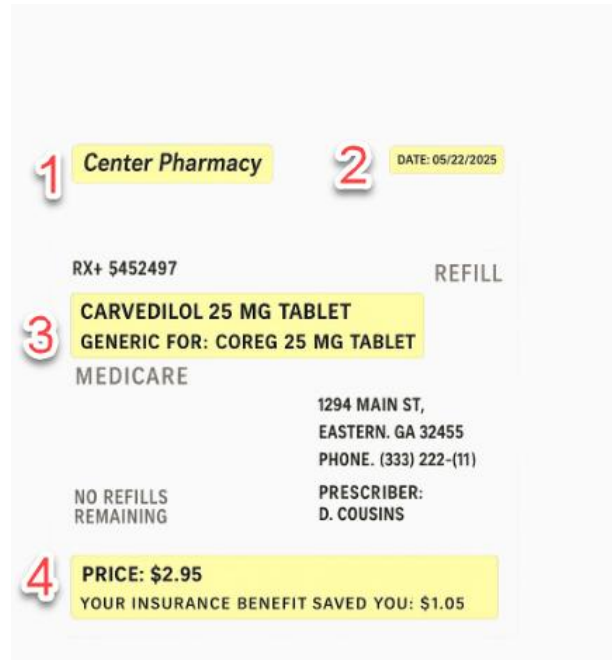 1 Center Pharmacy 2 DATE: 05/22/2025
RX+ 5452497 REFILL
3 CARVEDILOL 25 MG TABLET
GENERIC FOR: COREG 25 MG TABLET
MEDICARE
1294 MAIN ST,
EASTERN. GA 32455
PHONE. (333) 222-(11)
NO REFILLS
REMAINING
PRESCRIBER:
D. COUSINS
4 PRICE: $2.95
YOUR INSURANCE BENEFIT SAVED YOU: $1.05